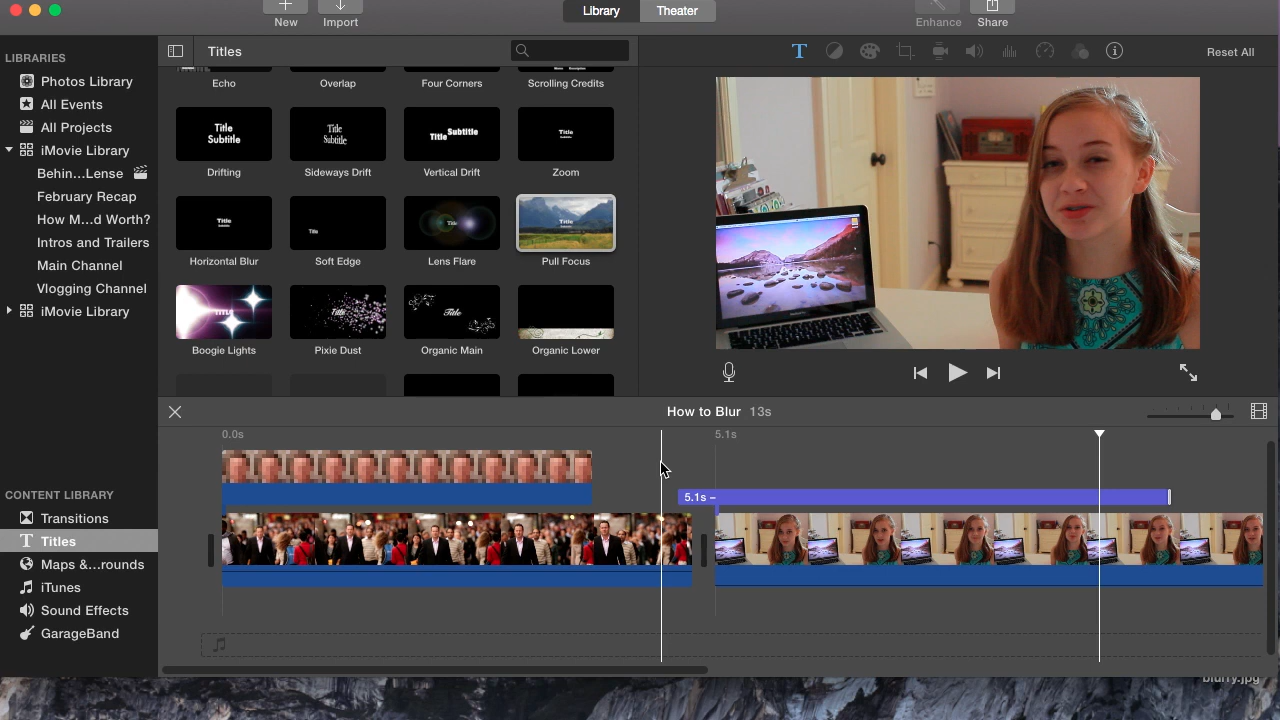 New
Import
Library
Theater
Enhance
Share
LIBRARIES
Photos Library
All Events
All Projects
iMovie Library
Behin...Lense
February Recap
How M...d Worth?
Intros and Trailers
Main Channel
Vlogging Channel
iMovie Library
CONTENT LIBRARY
Transitions
Titles
Maps &...rounds
iTunes
Sound Effects
GarageBand
Titles
Echo
Overlap
Four Corners
Scrolling Credits
Title
Subtitle
Title
Subtitle
Title Subtitle
Title
Drifting
Sideways Drift
Vertical Drift
Zoom
Title
Title
Title
Title
Horizontal Blur
Soft Edge
Lens Flare
Pull Focus
TITLE
Title
Title
Boogie Lights
Pixie Dust
Organic Main
Organic Lower
T
Reset All
How to Blur 13s
0.0s
5.1s
5.1s –
blurry.jpg